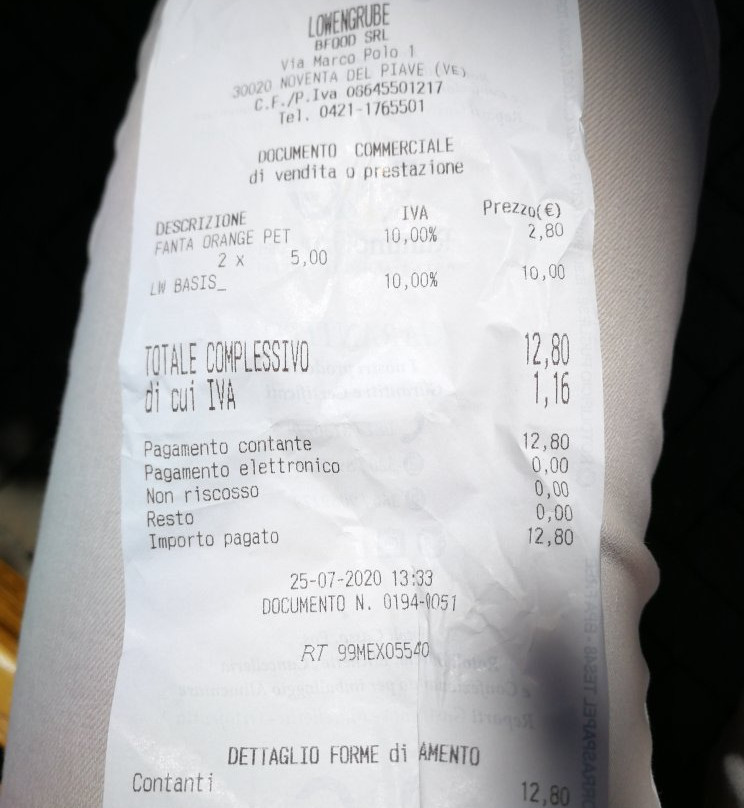 LOWENGRUBE
BFOOD SRL
Via Marco Polo 1
30020 NOVENTA DEL PIAVE (VE)
C.F./P.Iva 08645501217
Tel. 0421-1765501
DOCUMENTO COMMERCIALE
di vendita o prestazione
DESCRIZIONE IVA Prezzo(€)
FANTA ORANGE PET 10,00% 2,80
2 x 5,00
LW BASIS_ 10,00% 10,00
TOTALE COMPLESSIVO 12,80
di cui IVA 1,16
Pagamento contante 12,80
Pagamento elettronico 0,00
Non riscosso 0,00
Resto 0,00
Importo pagato 12,80
25-07-2020 13:33
DOCUMENTO N. 0194-0051
RT 99MEX05540
DETTAGLIO FORME di AMENTO
Contanti 12,80